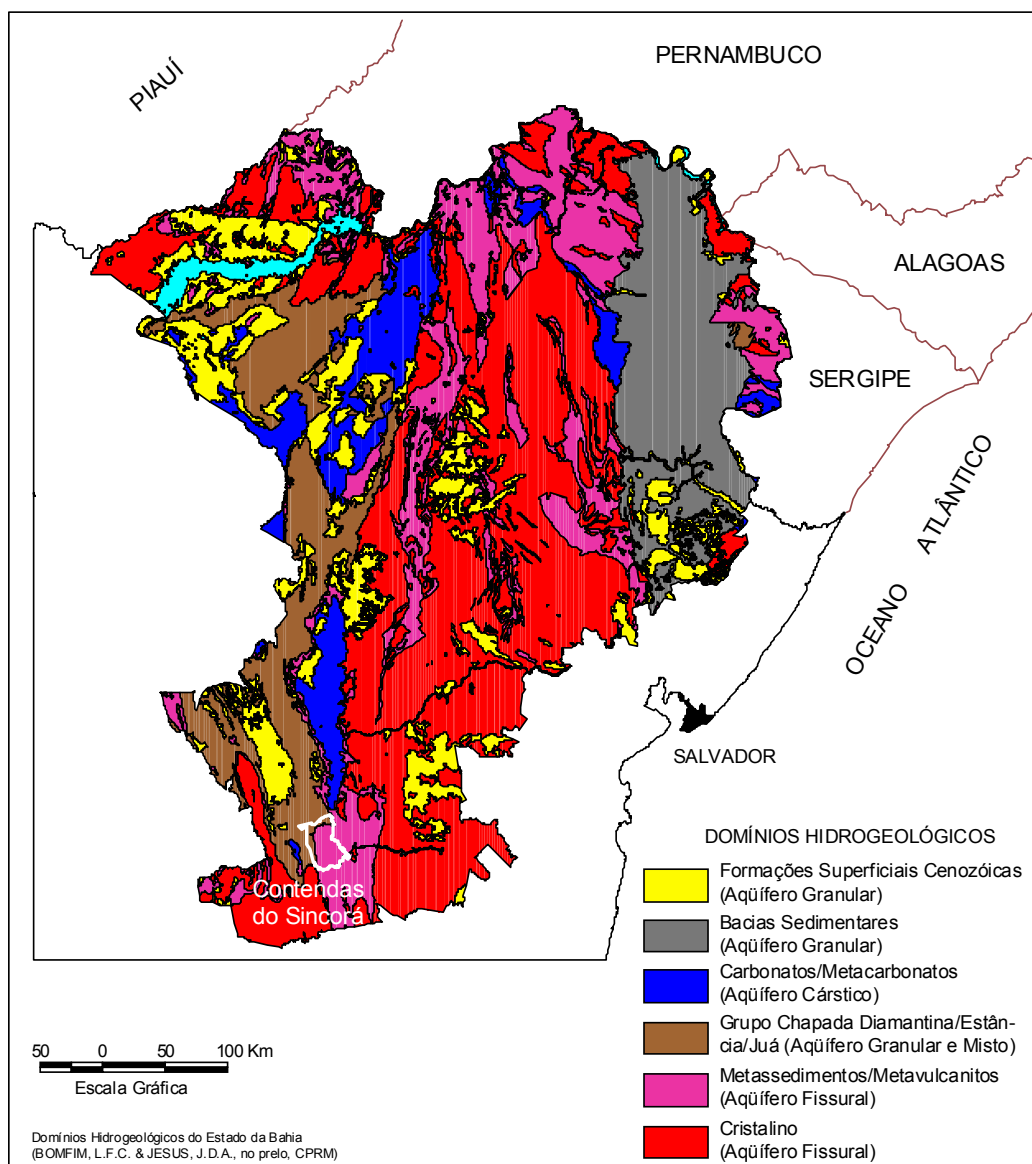 PIAUÍ
PERNAMBUCO
ALAGOAS
SERGIPE
OCEANO ATLÂNTICO
SALVADOR
Contendas
do Sincorá
DOMÍNIOS HIDROGEOLÓGICOS
Formações Superficiais Cenozóicas
(Aqüífero Granular)
Bacias Sedimentares
(Aqüífero Granular)
Carbonatos/Metacarbonatos
(Aqüífero Cárstico)
Grupo Chapada Diamantina/Estân-
cia/Juá (Aqüífero Granular e Misto)
Metassedimentos/Metavulcanitos
(Aqüífero Fissural)
Cristalino
(Aqüífero Fissural)
50 0 50 100 Km
Escala Gráfica
Domínios Hidrogeológicos do Estado da Bahia
(BOMFIM, L.F.C. & JESUS, J.D.A., no prelo, CPRM)